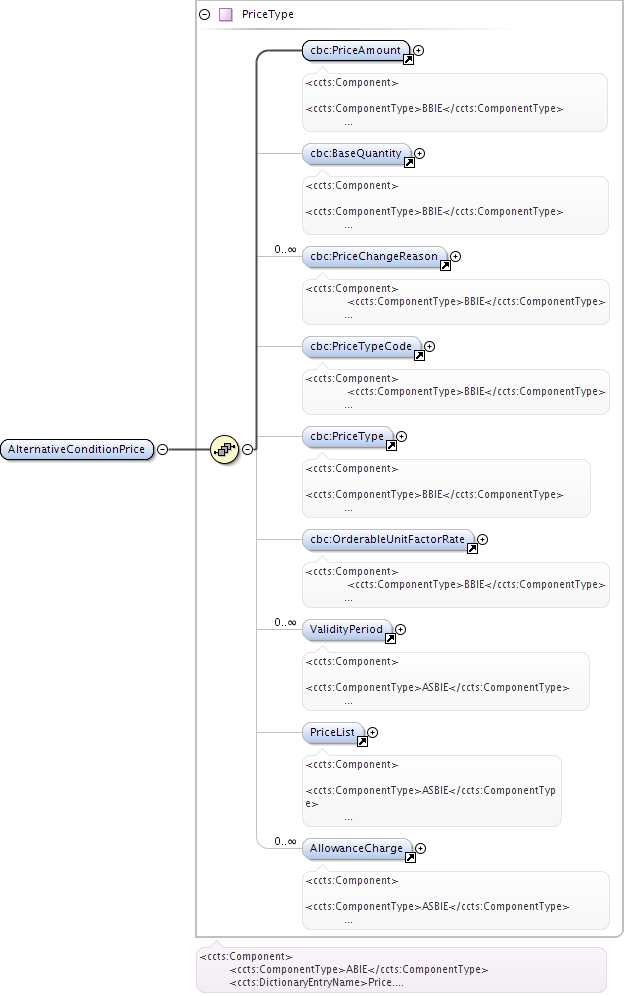 PriceType
cbc:PriceAmount
<ccts:Component>
<ccts:ComponentType>BBIE</ccts:ComponentType>
...
cbc:BaseQuantity
<ccts:Component>
<ccts:ComponentType>BBIE</ccts:ComponentType>
...
0..∞
cbc:PriceChangeReason
<ccts:Component>
<ccts:ComponentType>BBIE</ccts:ComponentType>
...
cbc:PriceTypeCode
<ccts:Component>
<ccts:ComponentType>BBIE</ccts:ComponentType>
...
AlternativeConditionPrice
cbc:PriceType
<ccts:Component>
<ccts:ComponentType>BBIE</ccts:ComponentType>
...
cbc:OrderableUnitFactorRate
<ccts:Component>
<ccts:ComponentType>BBIE</ccts:ComponentType>
...
0..∞
ValidityPeriod
<ccts:Component>
<ccts:ComponentType>ASBIE</ccts:ComponentType>
...
PriceList
<ccts:Component>
<ccts:ComponentType>ASBIE</ccts:ComponentTyp
e>
...
0..∞
AllowanceCharge
<ccts:Component>
<ccts:ComponentType>ASBIE</ccts:ComponentType>
...
<ccts:Component>
<ccts:ComponentType>ABIE</ccts:ComponentType>
<ccts:DictionaryEntryName>Price....